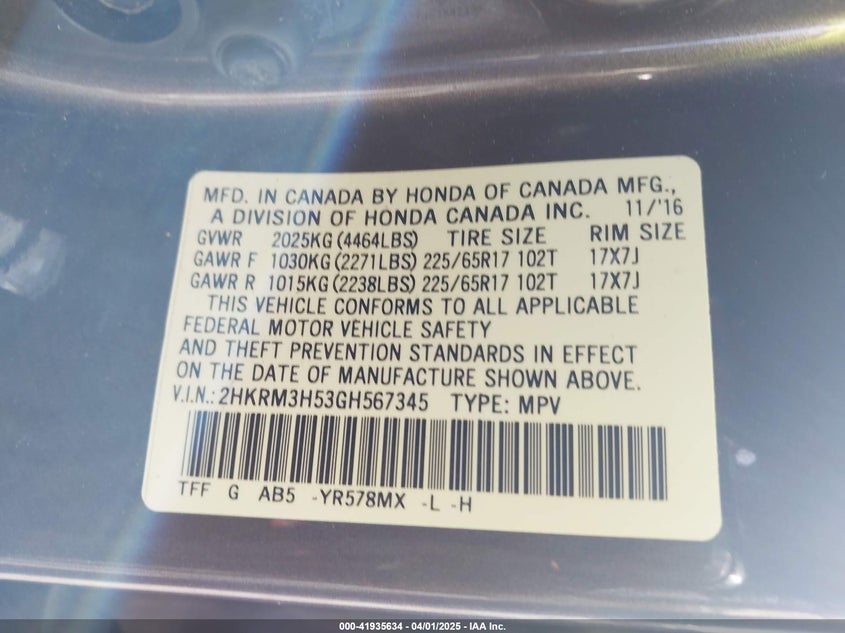 MFD. IN CANADA BY HONDA OF CANADA MFG.,
A DIVISION OF HONDA CANADA INC. 11/'16
GVWR 2025KG (4464LBS) TIRE SIZE RIM SIZE
GAWR F 1030KG (2271LBS) 225/65R17 102T 17X7J
GAWR R 1015KG (2238LBS) 225/65R17 102T 17X7J
THIS VEHICLE CONFORMS TO ALL APPLICABLE
FEDERAL MOTOR VEHICLE SAFETY
AND THEFT PREVENTION STANDARDS IN EFFECT
ON THE DATE OF MANUFACTURE SHOWN ABOVE.
V.I.N.: 2HKRM3H53GH567345 TYPE: MPV
TFF G AB5 -YR578MX -L -H
000-41935634 - 04/01/2025 - IAA Inc.